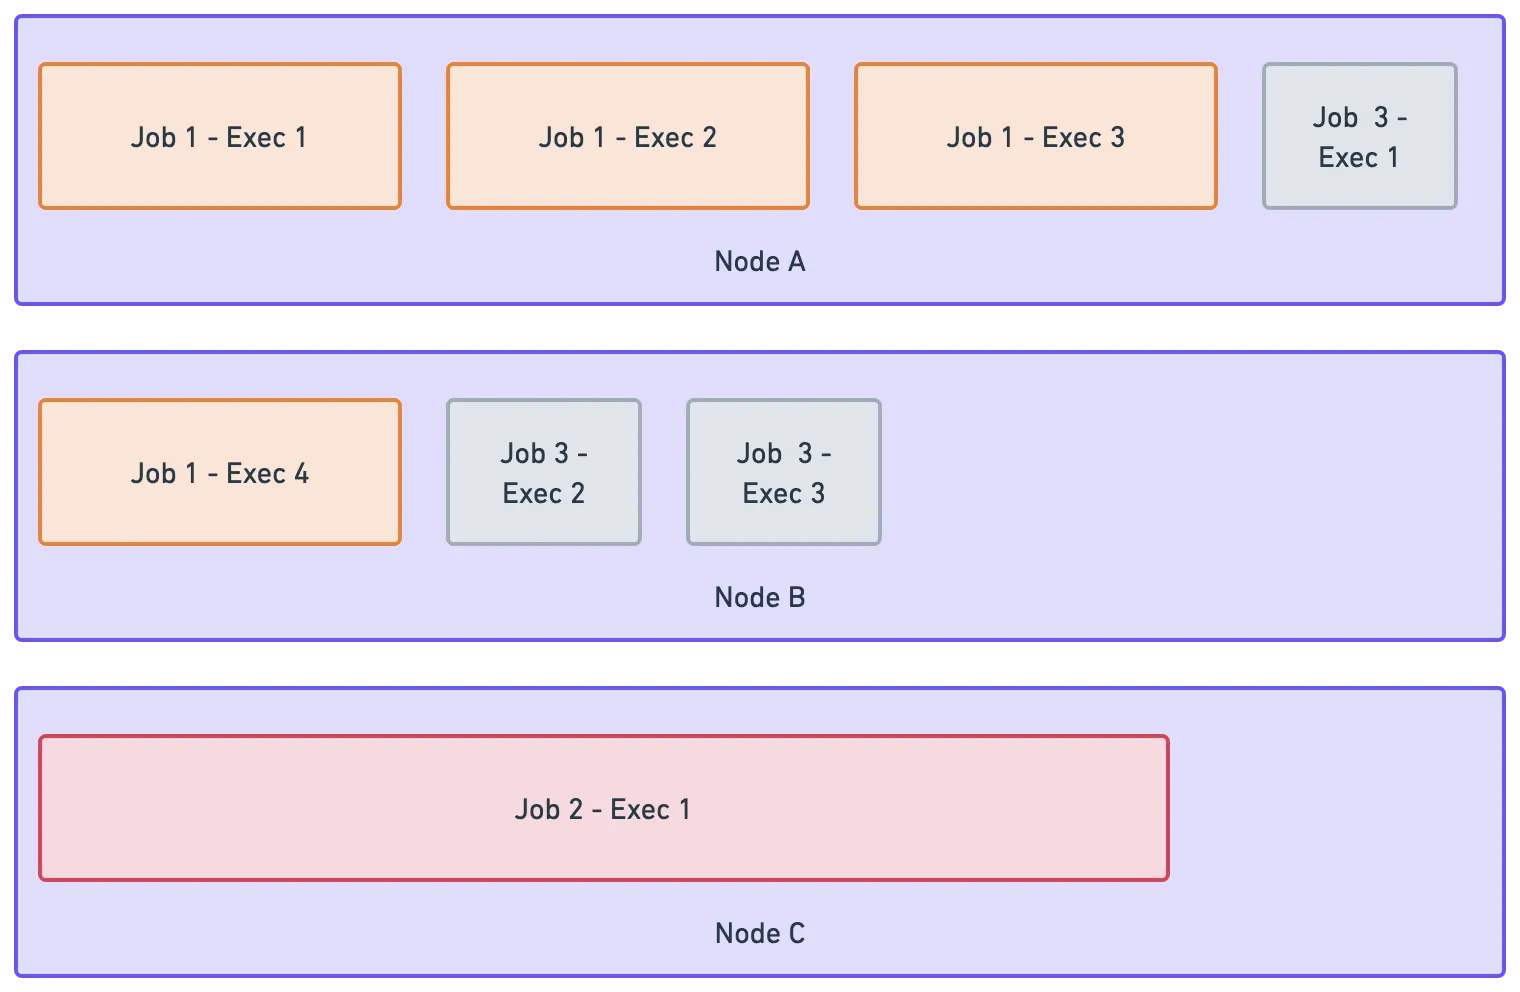 Job 1 - Exec 1
Job 1 - Exec 2
Job 1 - Exec 3
Job  3 -
Exec 1
Node A
Job 1 - Exec 4
Job 3 -
Exec 2
Job  3 -
Exec 3
Node B
Job 2 - Exec 1
Node C